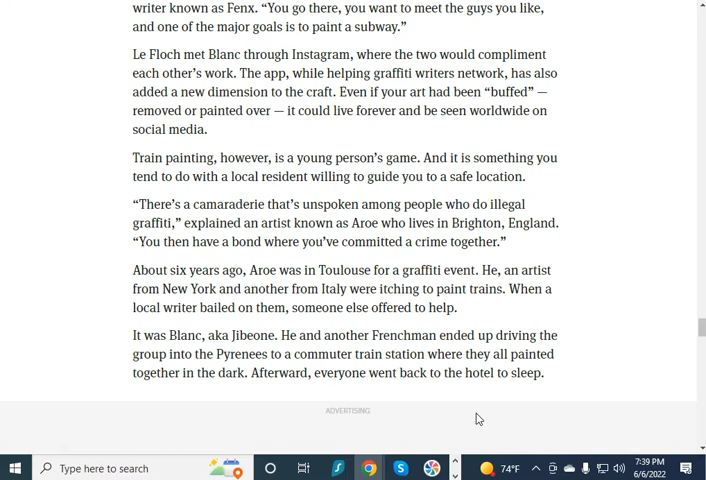 writer known as Fenx. “You go there, you want to meet the guys you like,
and one of the major goals is to paint a subway.”
Le Floch met Blanc through Instagram, where the two would compliment
each other’s work. The app, while helping graffiti writers network, has also
added a new dimension to the craft. Even if your art had been “buffed” —
removed or painted over — it could live forever and be seen worldwide on
social media.
Train painting, however, is a young person’s game. And it is something you
tend to do with a local resident willing to guide you to a safe location.
“There’s a camaraderie that’s unspoken among people who do illegal
graffiti,” explained an artist known as Aroe who lives in Brighton, England.
“You then have a bond where you’ve committed a crime together.”
About six years ago, Aroe was in Toulouse for a graffiti event. He, an artist
from New York and another from Italy were itching to paint trains. When a
local writer bailed on them, someone else offered to help.
It was Blanc, aka Jibeone. He and another Frenchman ended up driving the
group into the Pyrenees to a commuter train station where they all painted
together in the dark. Afterward, everyone went back to the hotel to sleep.
ADVERTISING
Type here to search
74°F
7:39 PM
6/6/2022